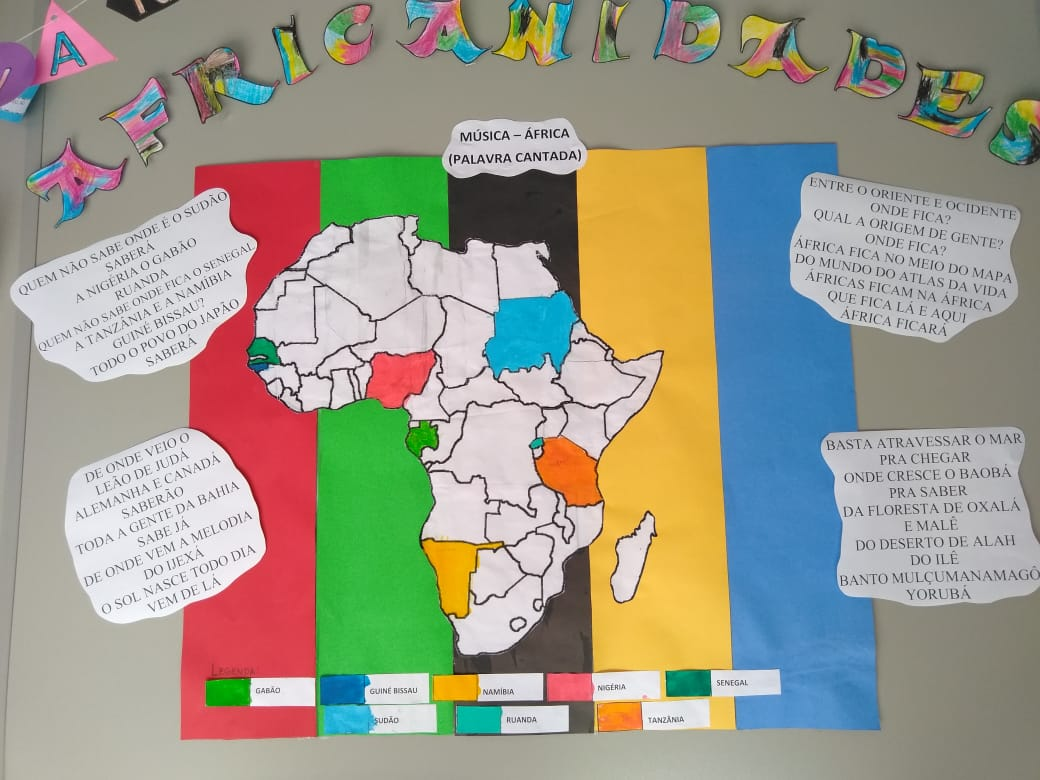 AFRICANIDADES
A
MÚSICA – ÁFRICA
(PALAVRA CANTADA)
QUEM NÃO SABE ONDE É O SUDÃO
SABERÁ
A NIGÉRIA O GABÃO
RUANDA
QUEM NÃO SABE ONDE FICA O SENEGAL
A TANZÂNIA E A NAMÍBIA
GUINÉ BISSAU?
TODO O POVO DO JAPÃO
SABERÁ
DE ONDE VEIO O
LEÃO DE JUDÁ
ALEMANHA E CANADÁ
SABERÃO
TODA A GENTE DA BAHIA
SABE JÁ
DE ONDE VEM A MELODIA
DO IJEXÁ
O SOL NASCE TODO DIA
VEM DE LÁ
ENTRE O ORIENTE E OCIDENTE
ONDE FICA?
QUAL A ORIGEM DE GENTE?
ONDE FICA?
ÁFRICA FICA NO MEIO DO MAPA
DO MUNDO DO ATLAS DA VIDA
ÁFRICAS FICAM NA ÁFRICA
QUE FICA LÁ E AQUI
ÁFRICA FICARÁ
BASTA ATRAVESSAR O MAR
PRA CHEGAR
ONDE CRESCE O BAOBÁ
PRA SABER
DA FLORESTA DE OXALÁ
E MALÊ
DO DESERTO DE ALAH
DO ILÊ
BANTO MULÇUMANAMAGÔ
YORUBÁ
LEGENDA:
GABÃO
GUINÉ BISSAU
NAMÍBIA
NIGÉRIA
SENEGAL
SUDÃO
RUANDA
TANZÂNIA